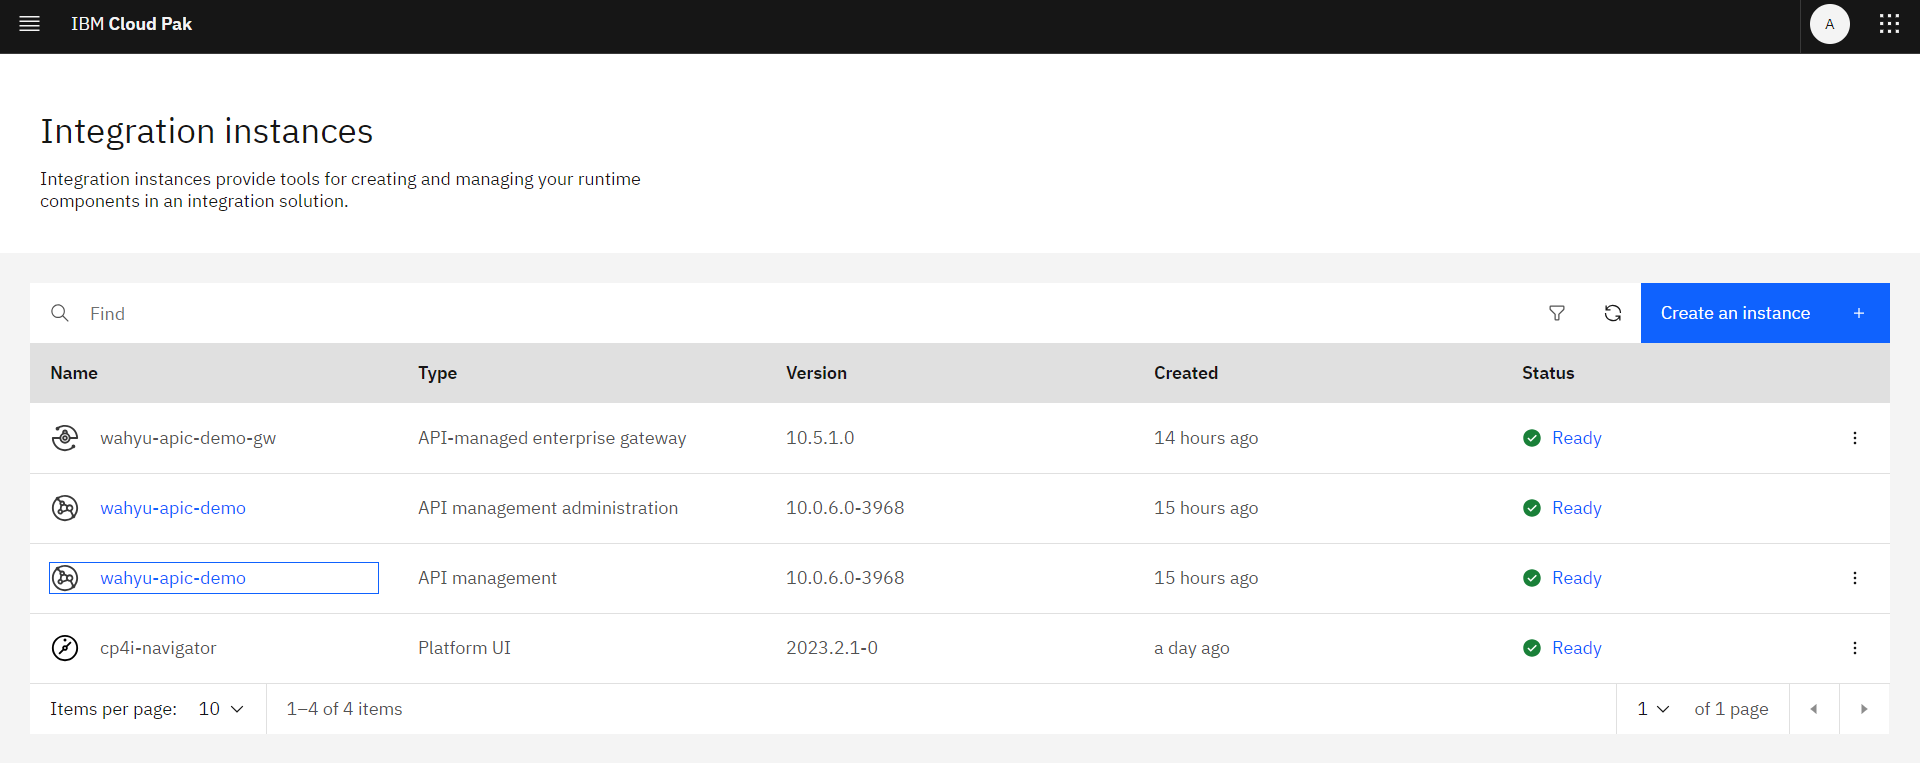 IBM Cloud Pak
A
Integration instances
Integration instances provide tools for creating and managing your runtime
components in an integration solution.
Find
Create an instance +
Name Type Version Created Status
wahyu-apic-demo-gw API-managed enterprise gateway 10.5.1.0 14 hours ago Ready
wahyu-apic-demo API management administration 10.0.6.0-3968 15 hours ago Ready
wahyu-apic-demo API management 10.0.6.0-3968 15 hours ago Ready
cp4i-navigator Platform UI 2023.2.1-0 a day ago Ready
Items per page: 10 1–4 of 4 items 1 of 1 page